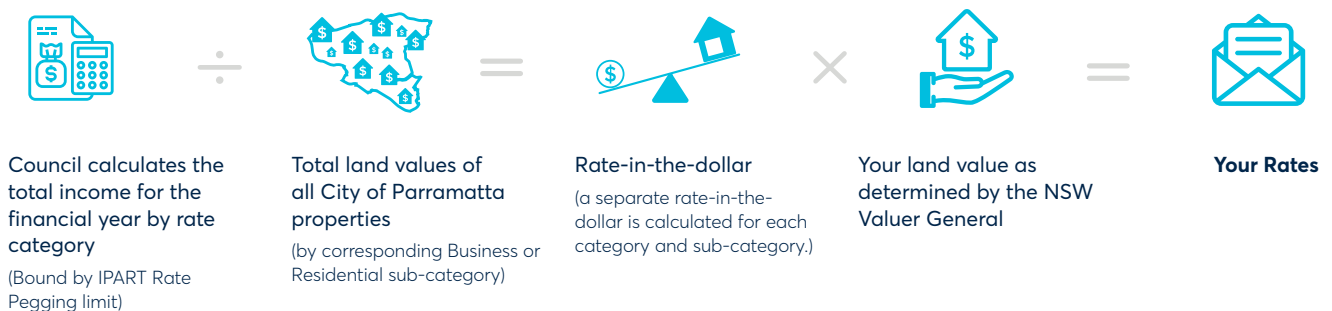 Council calculates the
total income for the
financial year by rate
category
(Bound by IPART Rate
Pegging limit)
Total land values of
all City of Parramatta
properties
(by corresponding Business or
Residential sub-category)
Rate-in-the-dollar
(a separate rate-in-the-
dollar is calculated for each
category and sub-category.)
Your land value as
determined by the NSW
Valuer General
Your Rates